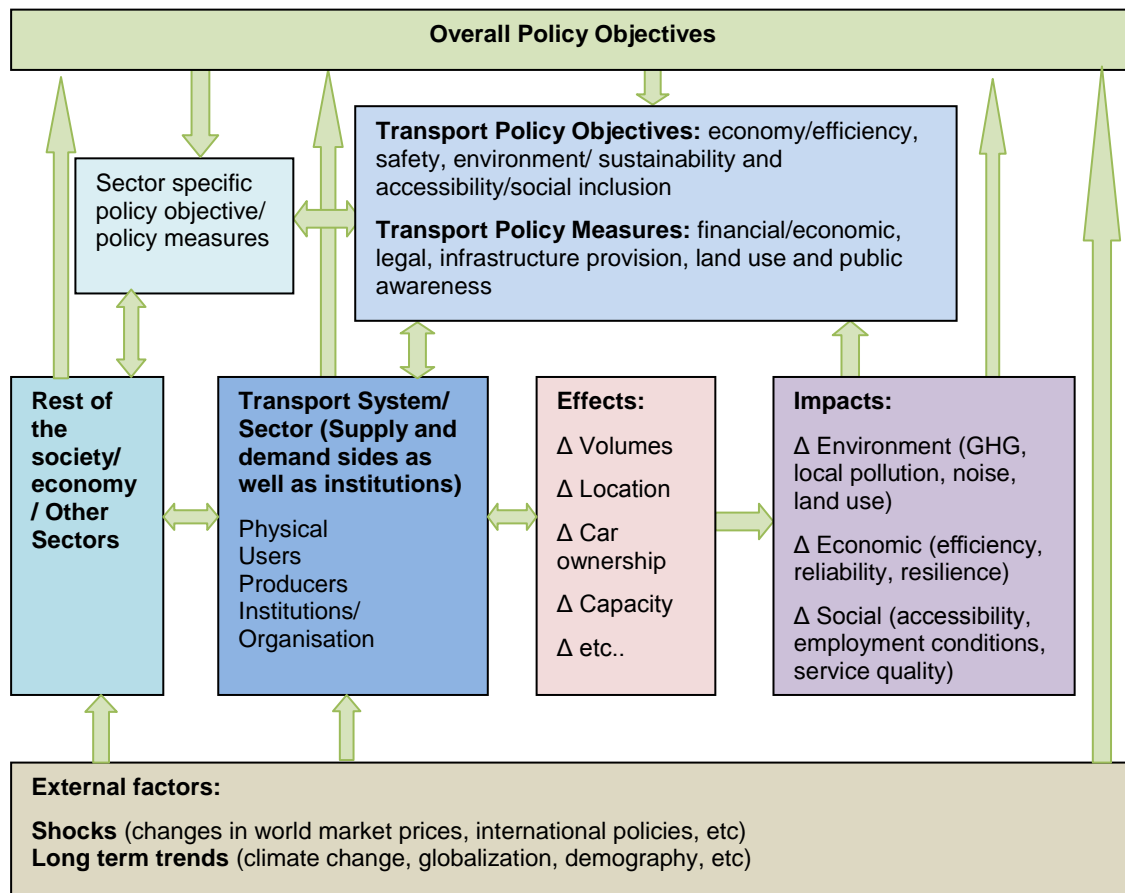 Overall Policy Objectives
Transport Policy Objectives: economy/efficiency,
safety, environment/ sustainability and
accessibility/social inclusion
Transport Policy Measures: financial/economic,
legal, infrastructure provision, land use and public
awareness
Sector specific
policy objective/
policy measures
Rest of
the
society/
economy
/ Other
Sectors
Transport System/
Sector (Supply and
demand sides as
well as institutions)
Physical
Users
Producers
Institutions/
Organisation
Effects:
Δ Volumes
Δ Location
Δ Car
ownership
Δ Capacity
Δ etc..
Impacts:
Δ Environment (GHG,
local pollution, noise,
land use)
Δ Economic (efficiency,
reliability, resilience)
Δ Social (accessibility,
employment conditions,
service quality)
External factors:
Shocks (changes in world market prices, international policies, etc)
Long term trends (climate change, globalization, demography, etc)